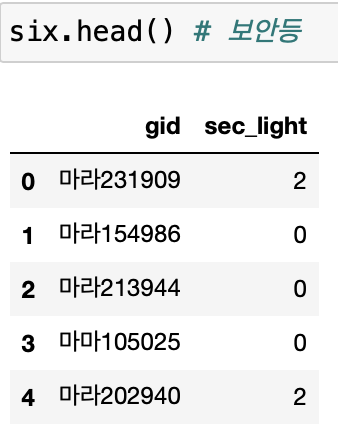 six.head() # 보안등
gid sec_light
0 마라231909 2
1 마라154986 0
2 마라213944 0
3 마마105025 0
4 마라202940 2